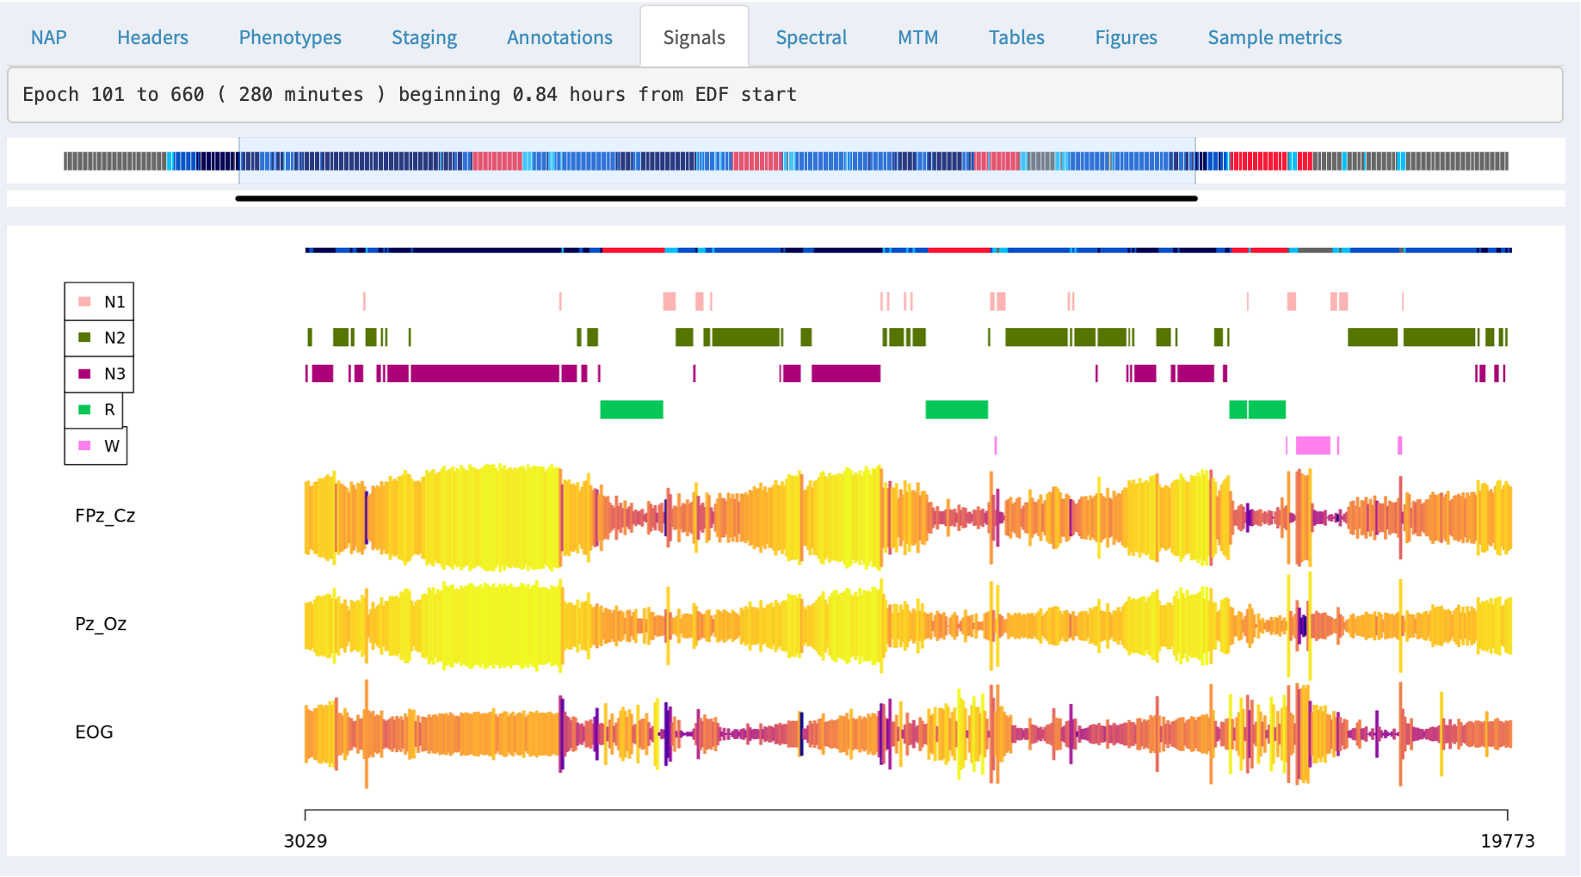 NAP Headers Phenotypes Staging Annotations Signals Spectral MTM Tables Figures Sample metrics
Epoch 101 to 660 ( 280 minutes ) beginning 0.84 hours from EDF start
N1
N2
N3
R
W
FPz_Cz
Pz_Oz
EOG
3029 19773